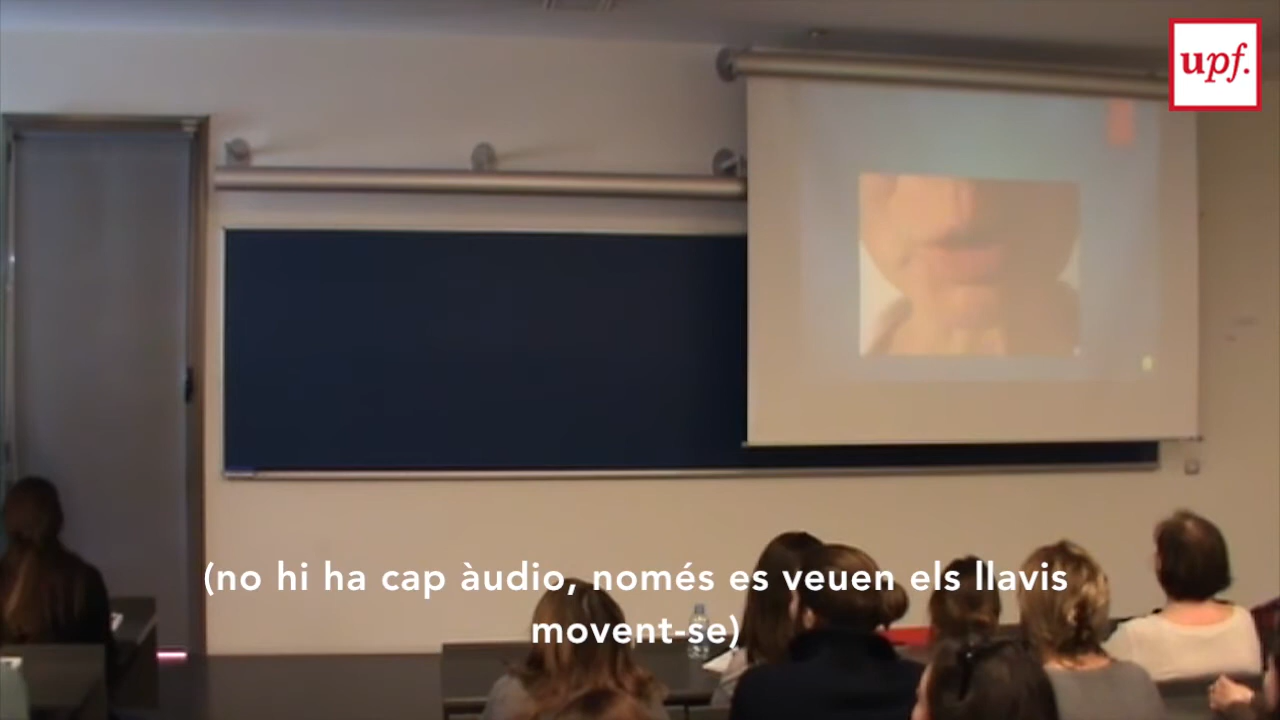 upf.
(no hi ha cap àudio, només es veuen els llavis
movent-se)